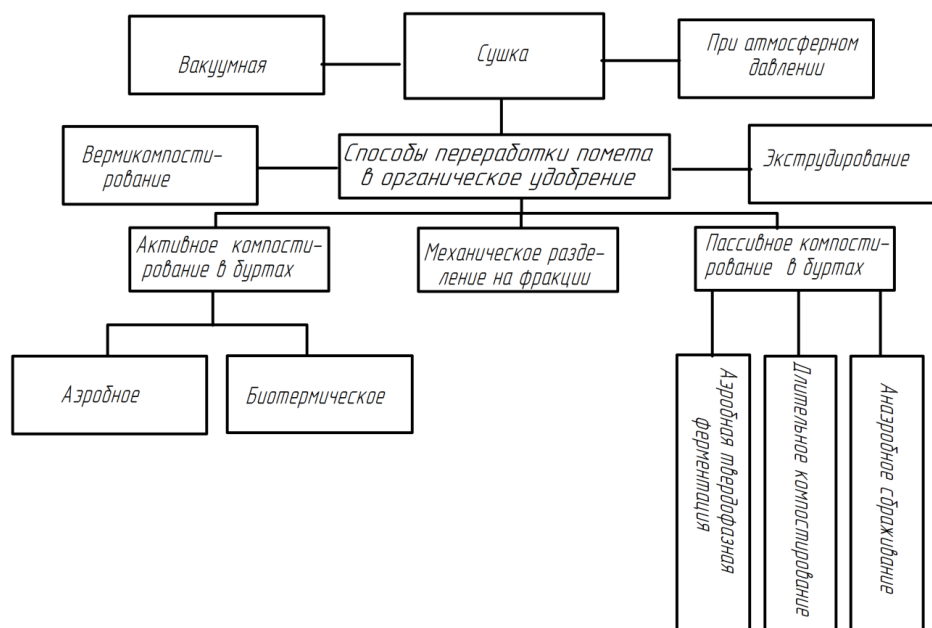 Вакуумная
Сушка
При атмосферном
давлении
Вермикомпости-
рование
Способы переработки помета
в органическое удобрение
Экструдирование
Активное компости-
рование в буртах
Механическое разде-
ление на фракции
Пассивное компости-
рование в буртах
Аэробное
Биотермическое
Аэробная твердофазная
ферментация
Длительное компостирование
Анаэробное сбраживание